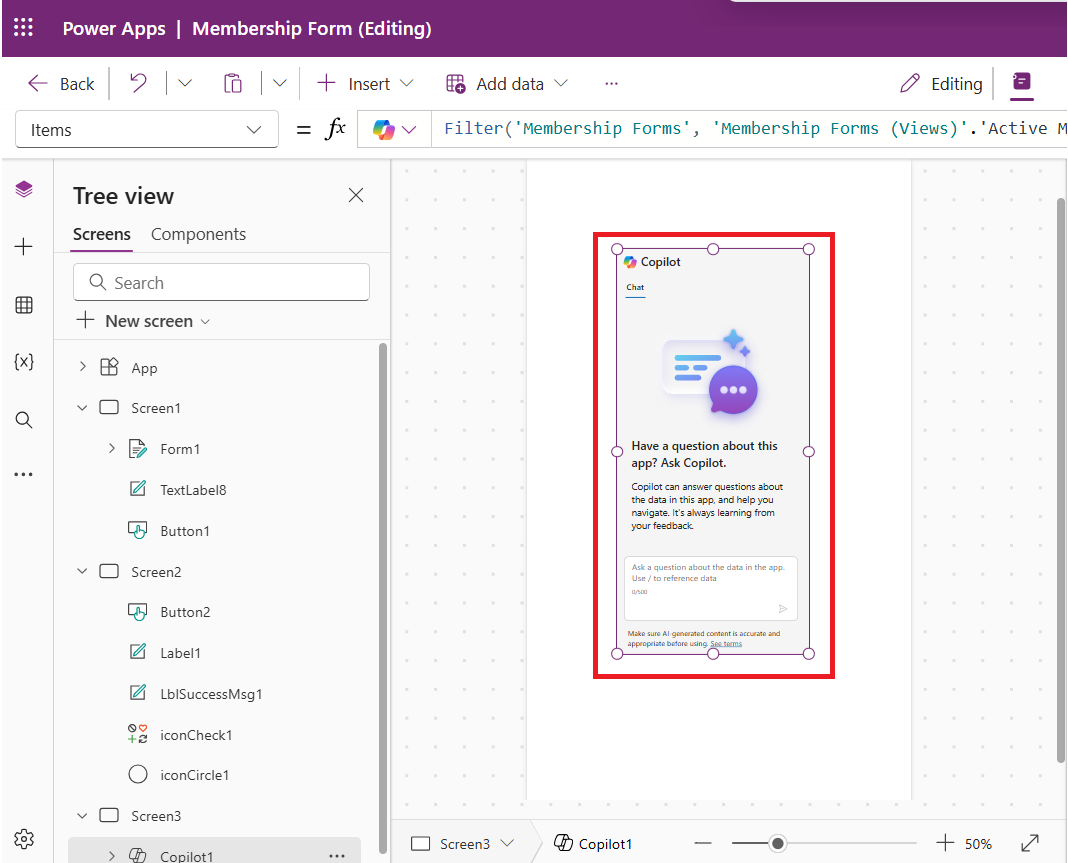 Power Apps | Membership Form (Editing)
Back
Insert
Add data
...
Editing
Items
= fx
Filter('Membership Forms', 'Membership Forms (Views)'.'Active M
Tree view
Screens
Components
Search
New screen
App
Screen1
Form1
TextLabel8
Button1
Screen2
Button2
Label1
LblSuccessMsg1
iconCheck1
iconCircle1
Screen3
Copilot1
Copilot
Chat
Have a question about this
app? Ask Copilot.
Copilot can answer questions about
the data in this app, and help you
navigate. It's always learning from
your feedback.
Ask a question about the data in the app.
Use / to reference data
0/500
Make sure AI-generated content is accurate and
appropriate before using. See terms
Screen3
Copilot1
50%